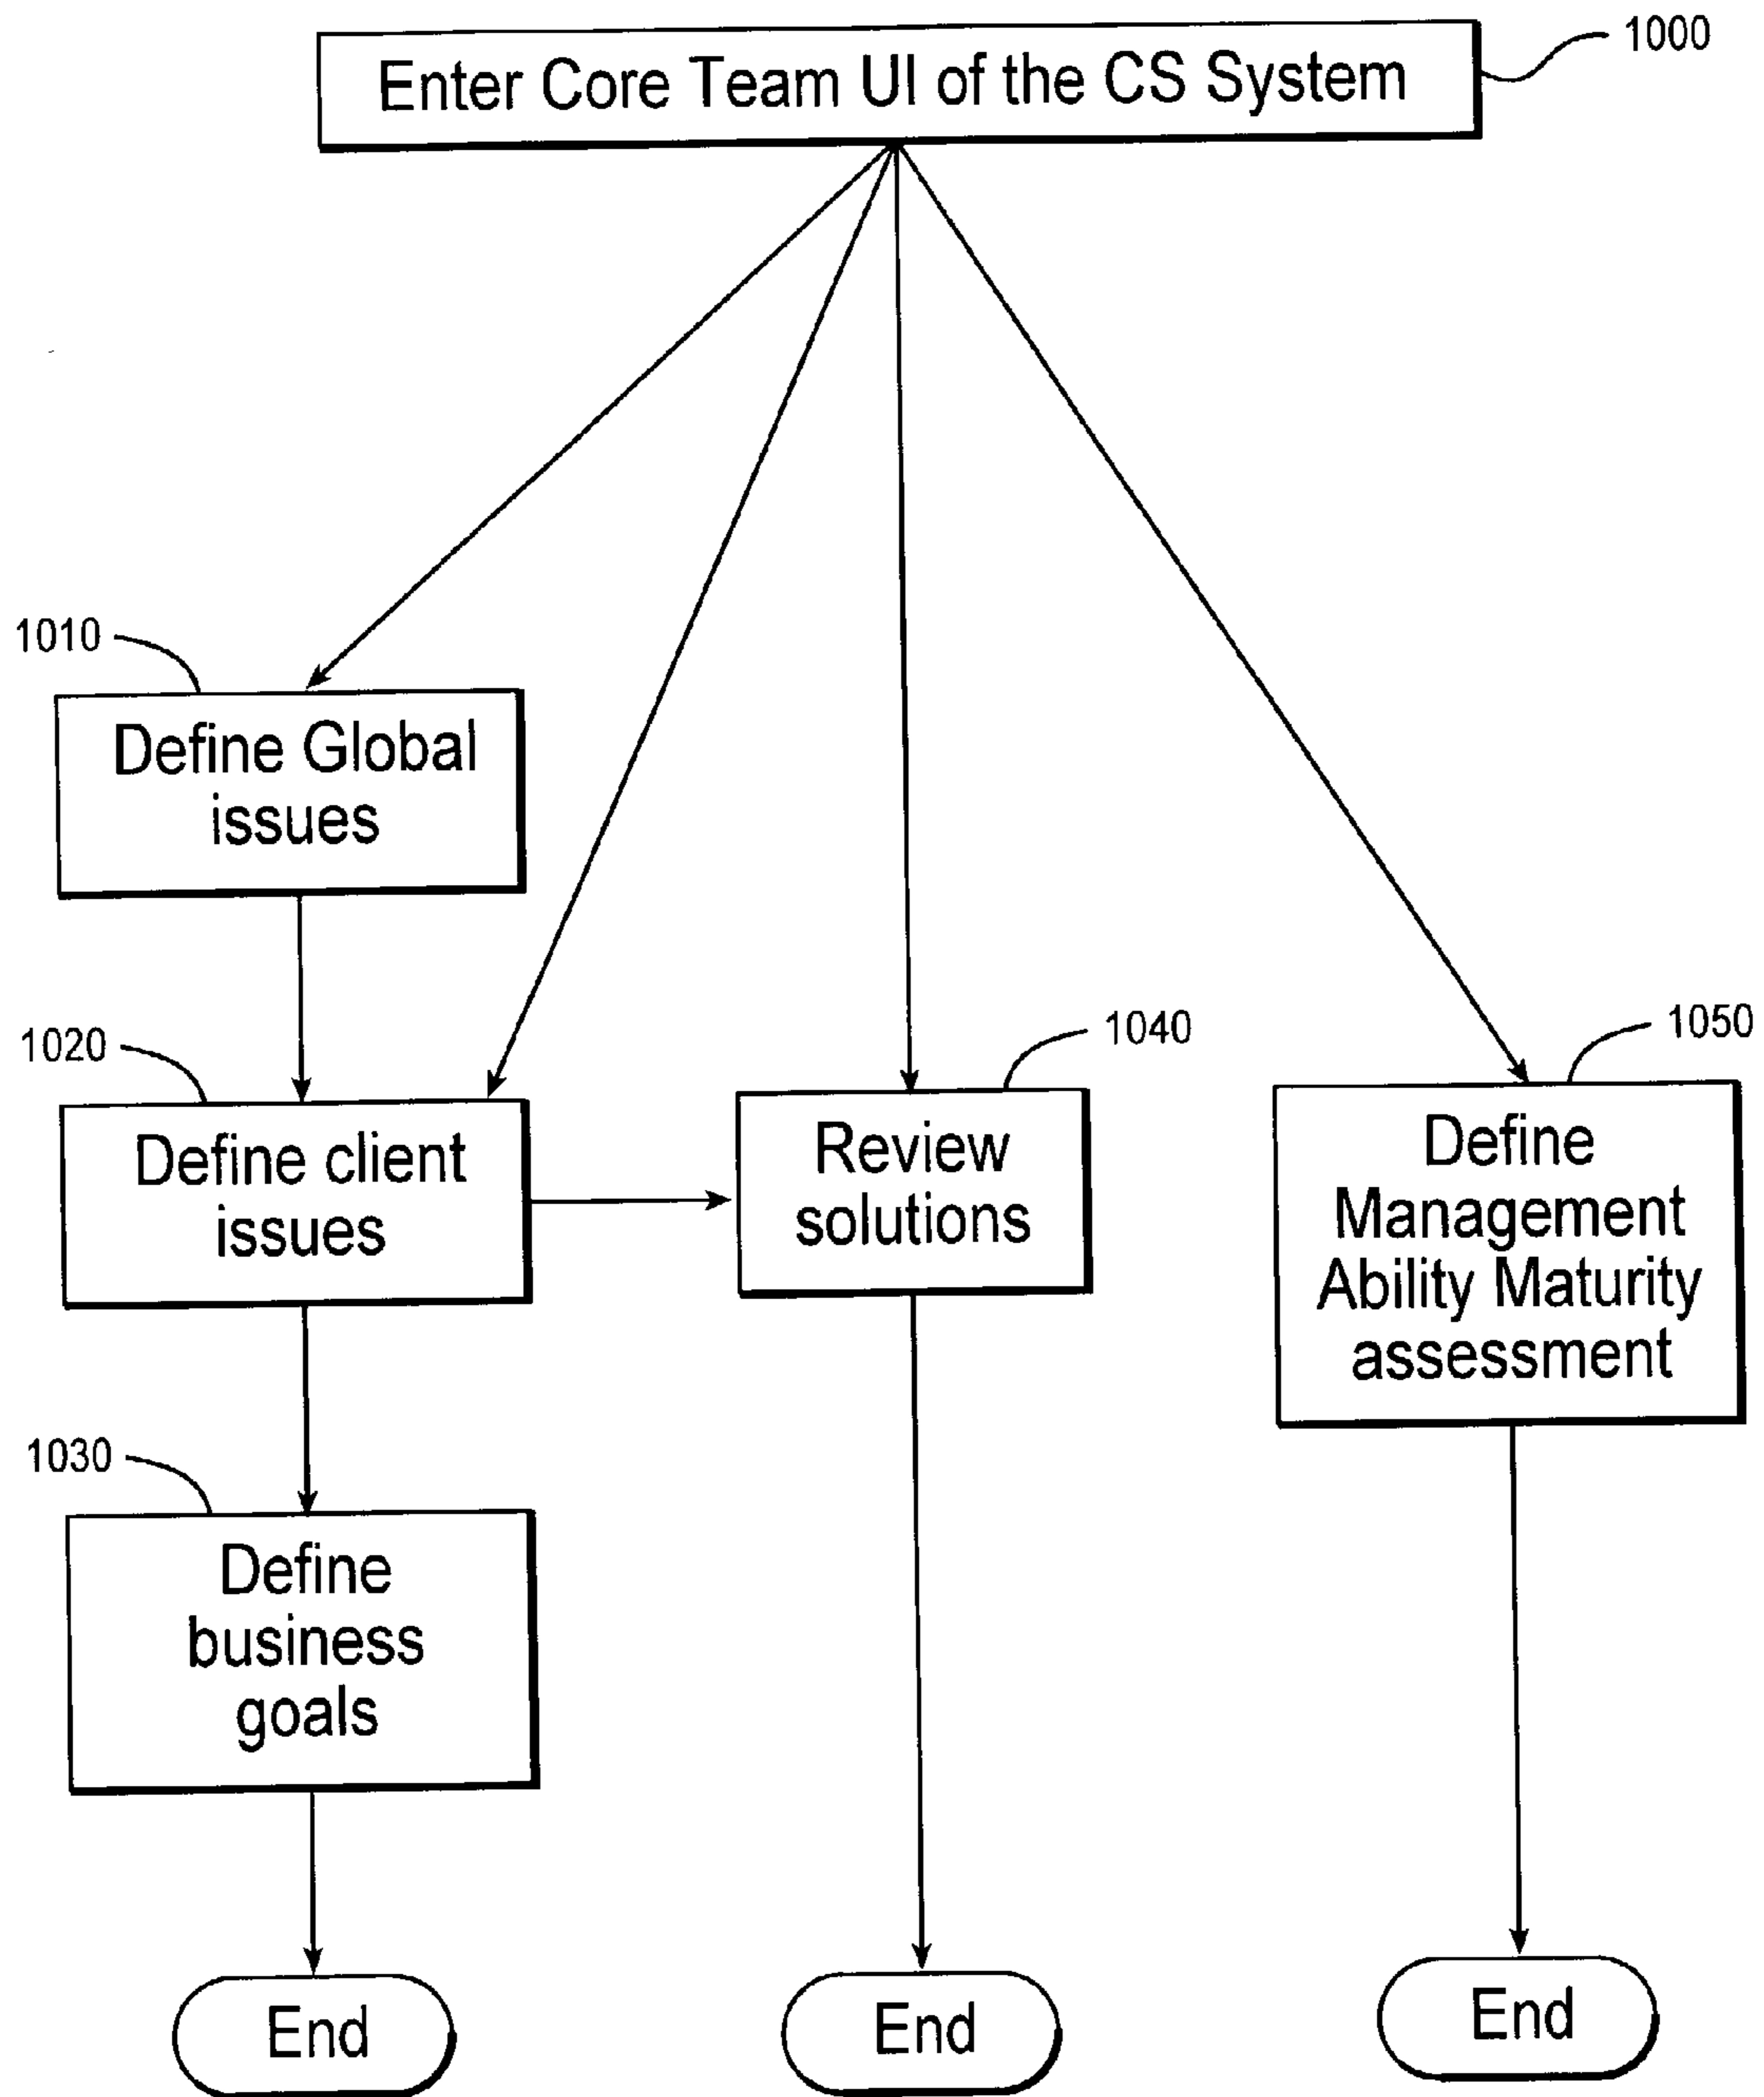 Enter Core Team UI of the CS System
1000
1010
Define Global
issues
1020
Define client
issues
1040
Review
solutions
1050
Define
Management
Ability Maturity
assessment
1030
Define
business
goals
End
End
End